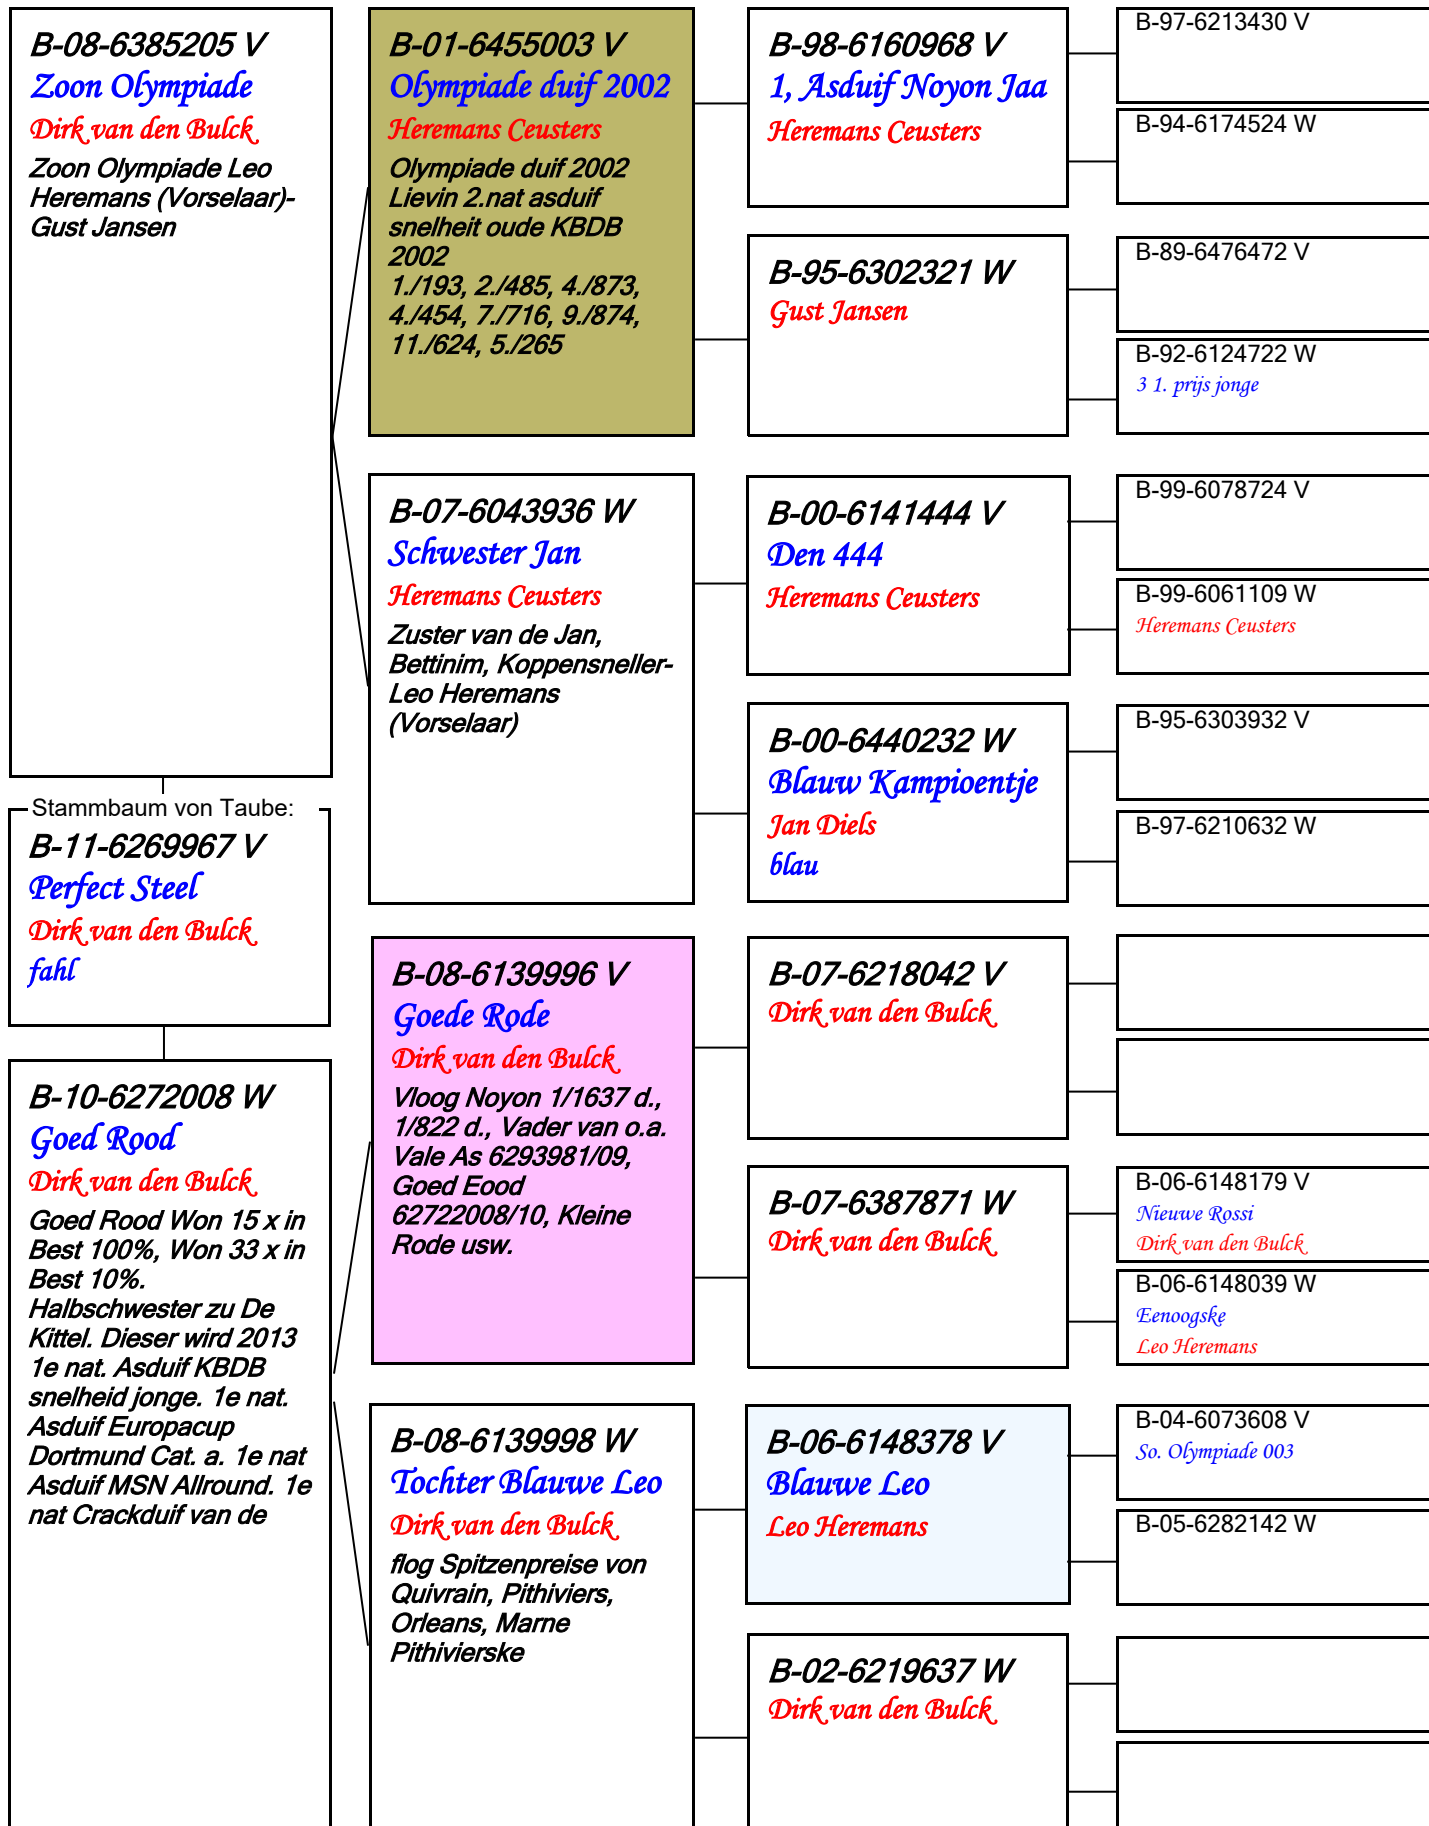 B-08-6385205 V
Zoon Olympiade
Dirk van den Bulck
Zoon Olympiade Leo
Heremans (Vorselaar)-
Gust Jansen
Stammbaum von Taube:
B-11-6269967 V
Perfect Steel
Dirk van den Bulck
fahl
B-10-6272008 W
Goed Rood
Dirk van den Bulck
Goed Rood Won 15 x in
Best 100%, Won 33 x in
Best 10%.
Halbschwester zu De
Kittel. Dieser wird 2013
1e nat. Asduif KBDB
snelheid jonge. 1e nat.
Asduif Europacup
Dortmund Cat. a. 1e nat
Asduif MSN Allround. 1e
nat Crackduif van de
B-01-6455003 V
Olympiade duif 2002
Heremans Ceusters
Olympiade duif 2002
Lievin 2.nat asduif
snelheit oude KBDB
2002
1./193, 2./485, 4./873,
4./454, 7./716, 9./874,
11./624, 5./265
B-07-6043936 W
Schwester Jan
Heremans Ceusters
Zuster van de Jan,
Bettinim, Koppensneller-
Leo Heremans
(Vorselaar)
B-08-6139996 V
Goede Rode
Dirk van den Bulck
Vloog Noyon 1/1637 d.,
1/822 d., Vader van o.a.
Vale As 6293981/09,
Goed Eood
62722008/10, Kleine
Rode usw.
B-08-6139998 W
Tochter Blauwe Leo
Dirk van den Bulck
flog Spitzenpreise von
Quivrain, Pithiviers,
Orleans, Marne
Pithivierske
B-98-6160968 V
1, Asduif Noyon Jaa
Heremans Ceusters
B-95-6302321 W
Gust Jansen
B-00-6141444 V
Den 444
Heremans Ceusters
B-00-6440232 W
Blauw Kampioentje
Jan Diels
blau
B-07-6218042 V
Dirk van den Bulck
B-07-6387871 W
Dirk van den Bulck
B-06-6148378 V
Blauwe Leo
Leo Heremans
B-02-6219637 W
Dirk van den Bulck
B-97-6213430 V
B-94-6174524 W
B-89-6476472 V
B-92-6124722 W
3 1. prijs jonge
B-99-6078724 V
B-99-6061109 W
Heremans Ceusters
B-95-6303932 V
B-97-6210632 W
B-06-6148179 V
Nieuwe Rossi
Dirk van den Bulck
B-06-6148039 W
Eenoogske
Leo Heremans
B-04-6073608 V
So. Olympiade 003
B-05-6282142 W